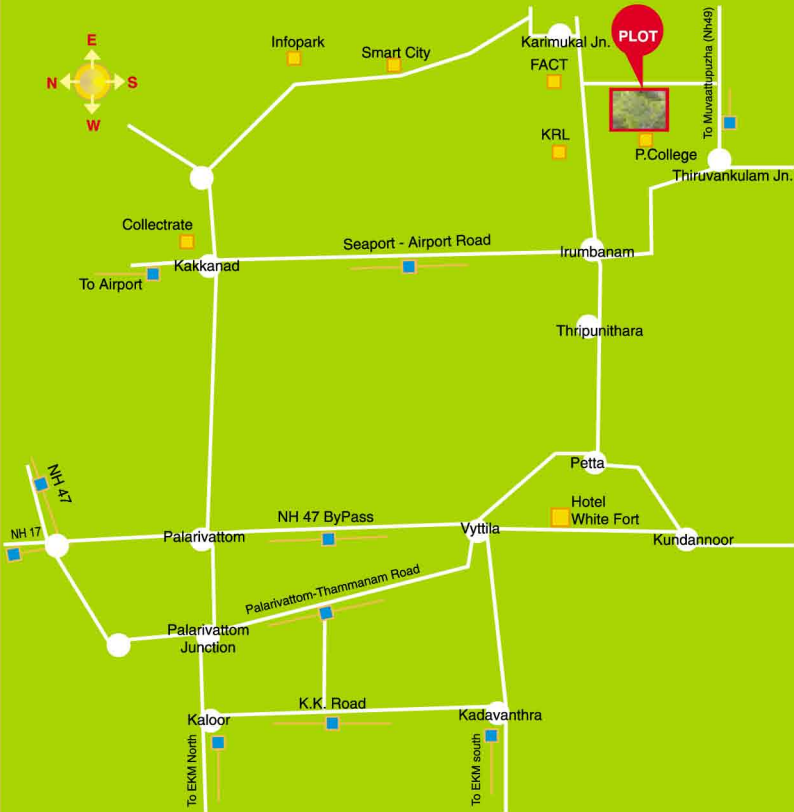 E
N
S
W
Infopark
Smart City
Karimukal Jn.
PLOT
FACT
KRL
P.College
To Muvaattupuzha (Nh49)
Thiruvankulam Jn.
Collectrate
Seaport - Airport Road
Irumbanam
Kakkanad
To Airport
Thripunithara
Petta
NH 47
NH 17
Palarivattom
NH 47 ByPass
Vyttila
Hotel
White Fort
Kundannoor
Palarivattom-Thammanam Road
Palarivattom
Junction
K.K. Road
Kaloor
Kadavanthra
To EKM North
To EKM south